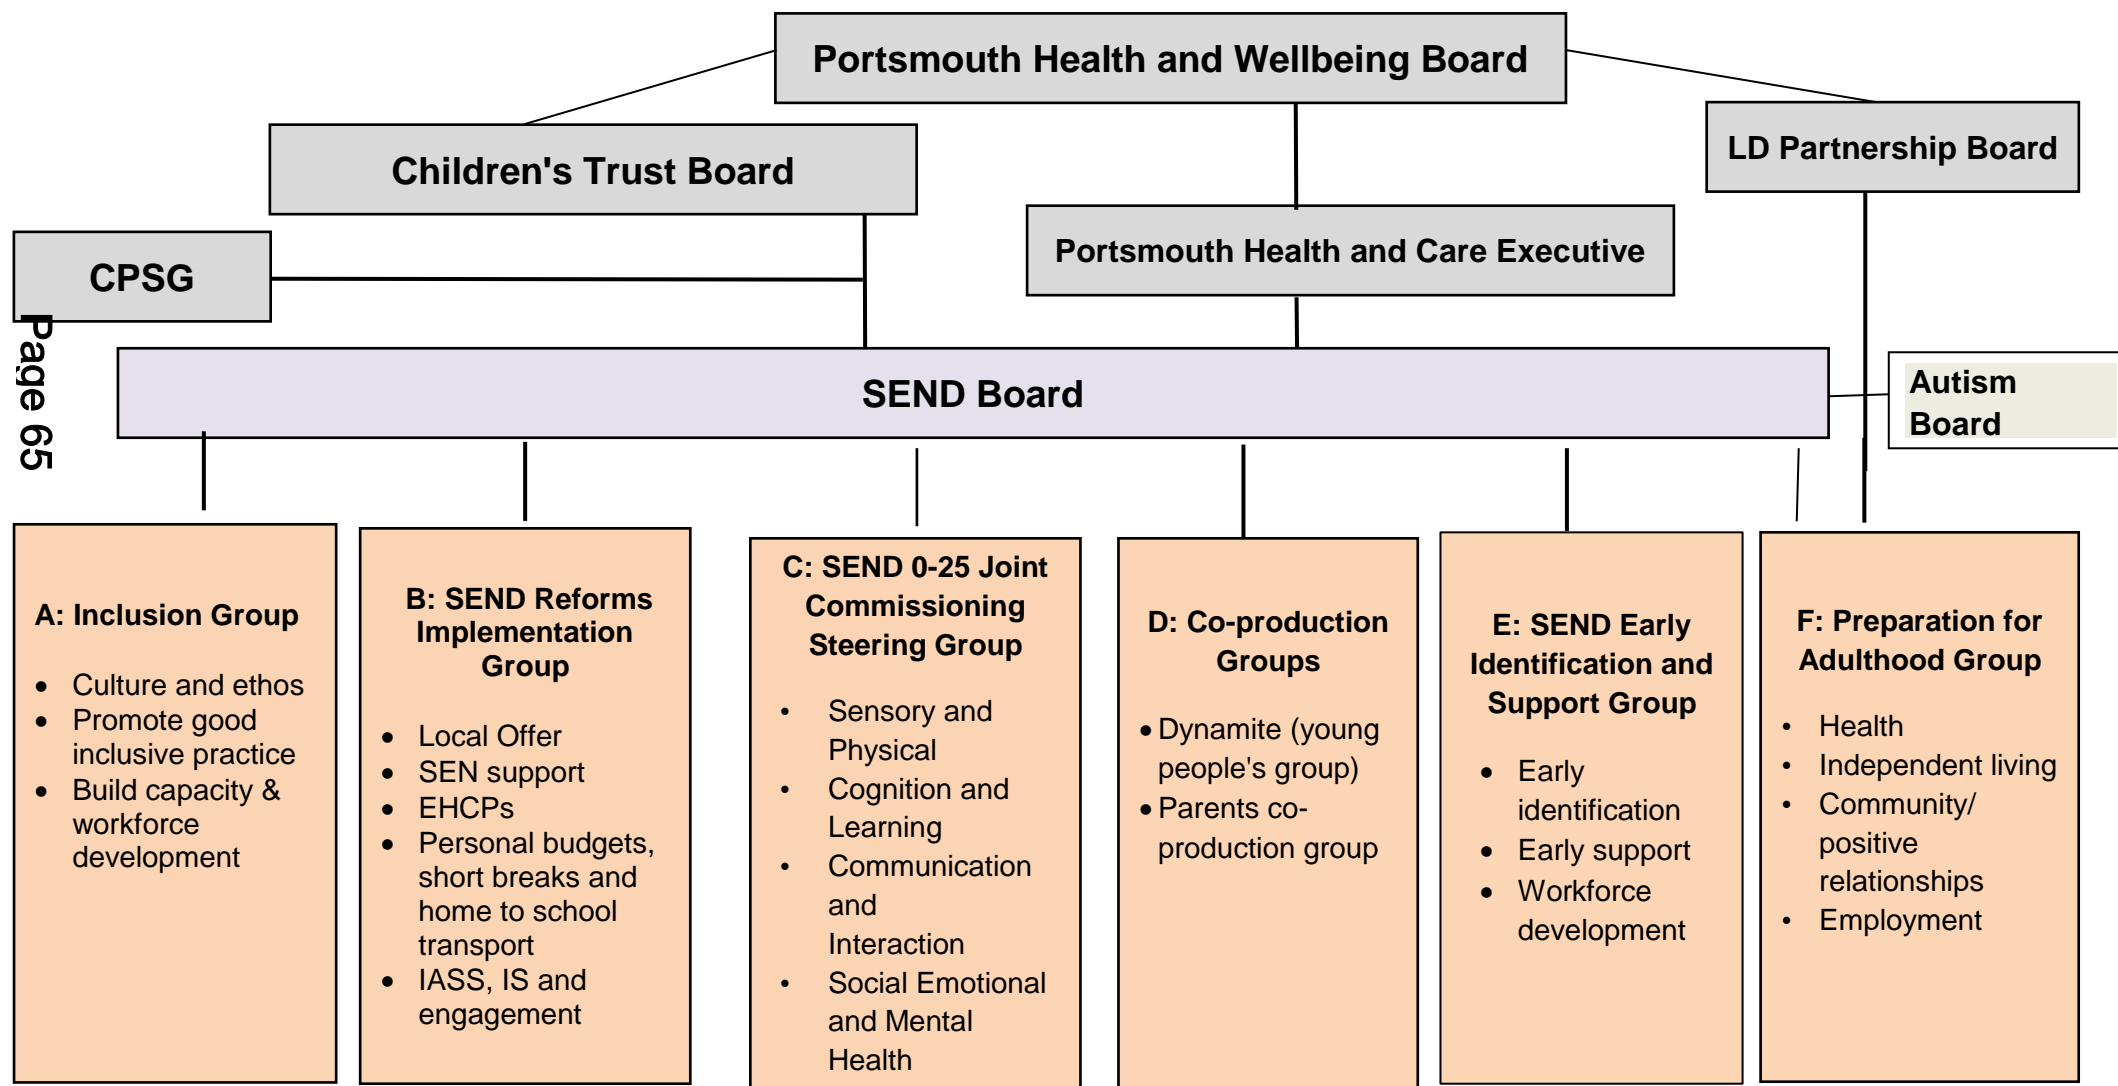 Portsmouth Health and Wellbeing Board
Children's Trust Board
LD Partnership Board
Portsmouth Health and Care Executive
CPSG
Page 65
SEND Board
Autism
Board
A: Inclusion Group
• Culture and ethos
• Promote good
inclusive practice
• Build capacity &
workforce
development
B: SEND Reforms
Implementation
Group
• Local Offer
• SEN support
• EHCPs
• Personal budgets,
short breaks and
home to school
transport
• IASS, IS and
engagement
C: SEND 0-25 Joint
Commissioning
Steering Group
• Sensory and
Physical
• Cognition and
Learning
• Communication
and
Interaction
• Social Emotional
and Mental
Health
D: Co-production
Groups
• Dynamite (young
people's group)
• Parents co-
production group
E: SEND Early
Identification and
Support Group
• Early
identification
• Early support
• Workforce
development
F: Preparation for
Adulthood Group
• Health
• Independent living
• Community/
positive
relationships
• Employment